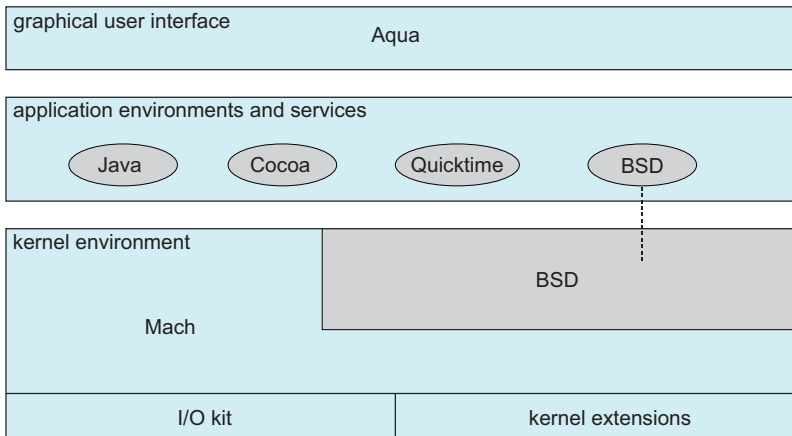 graphical user interface
Aqua
application environments and services
Java
Cocoa
Quicktime
BSD
kernel environment
BSD
Mach
I/O kit
kernel extensions